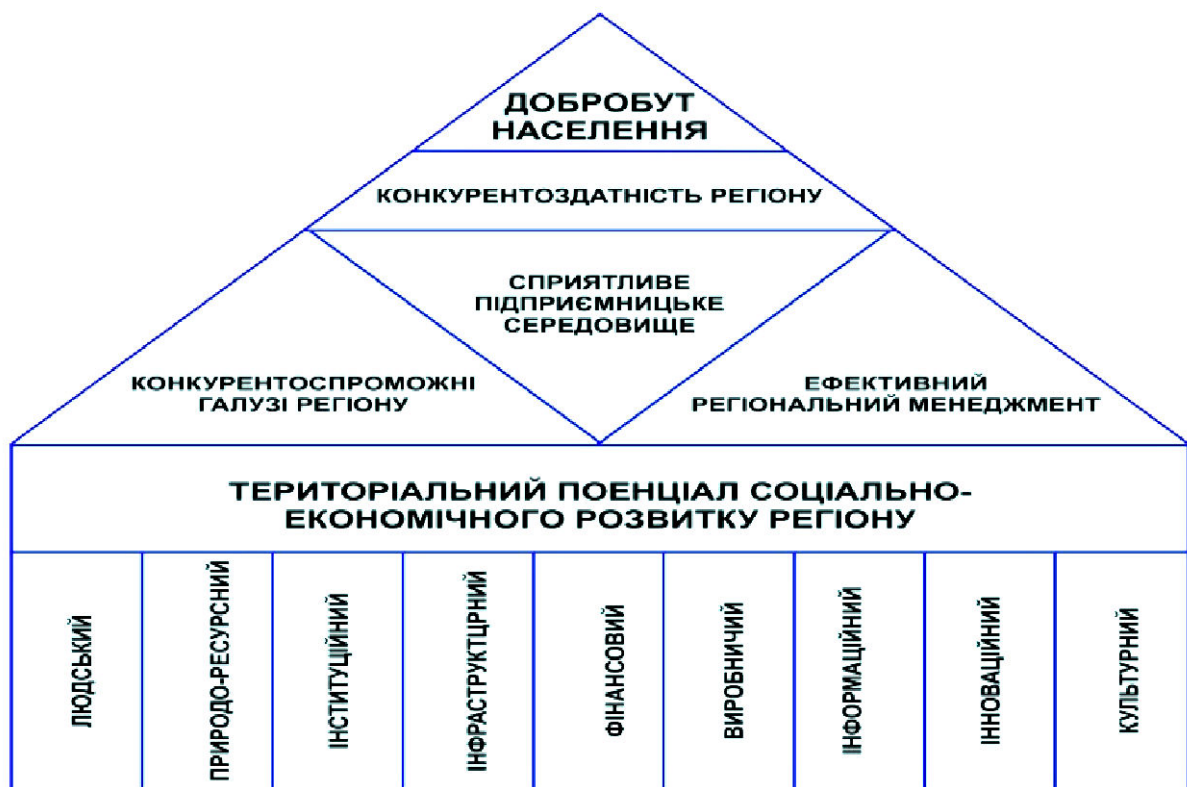 ДОБРОБУТ
НАСЕЛЕННЯ
КОНКУРЕНТОЗДАТНІСТЬ РЕГІОНУ
СПРИЯТЛИВЕ
ПІДПРИЄМНИЦЬКЕ
СЕРЕДОВИЩЕ
КОНКУРЕНТОСПРОМОЖНІ
ГАЛУЗІ РЕГІОНУ
ЕФЕКТИВНИЙ
РЕГІОНАЛЬНИЙ МЕНЕДЖМЕНТ
ТЕРИТОРІАЛЬНИЙ ПОЕНЦІАЛ СОЦІАЛЬНО-
ЕКОНОМІЧНОГО РОЗВИТКУ РЕГІОНУ
ЛЮДСЬКИЙ
ПРИРОДО-РЕСУРСНИЙ
ІНСТИТУЦІЙНИЙ
ІНФРАСТРУКТЦРНИЙ
ФІНАНСОВИЙ
ВИРОБНИЧИЙ
ІНФОРМАЦІЙНИЙ
ІННОВАЦІЙНИЙ
КУЛЬТУРНИЙ